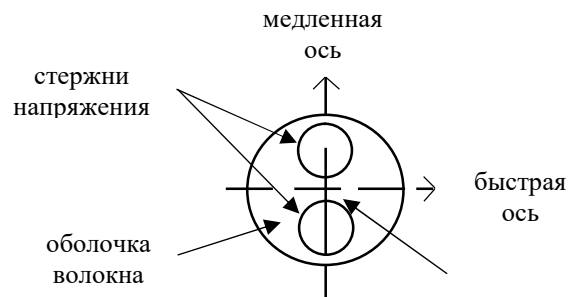 медленная
ось
стержни
напряжения
быстрая
ось
оболочка
волокна